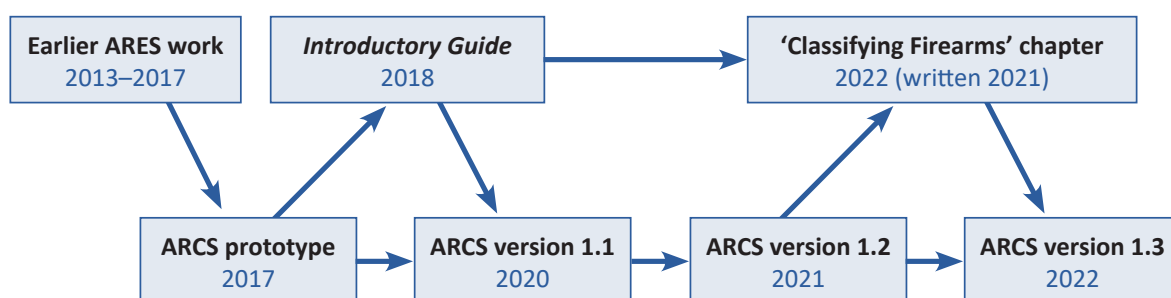 Earlier ARES work
2013–2017
Introductory Guide
2018
‘Classifying Firearms’ chapter
2022 (written 2021)
ARCS prototype
2017
ARCS version 1.1
2020
ARCS version 1.2
2021
ARCS version 1.3
2022